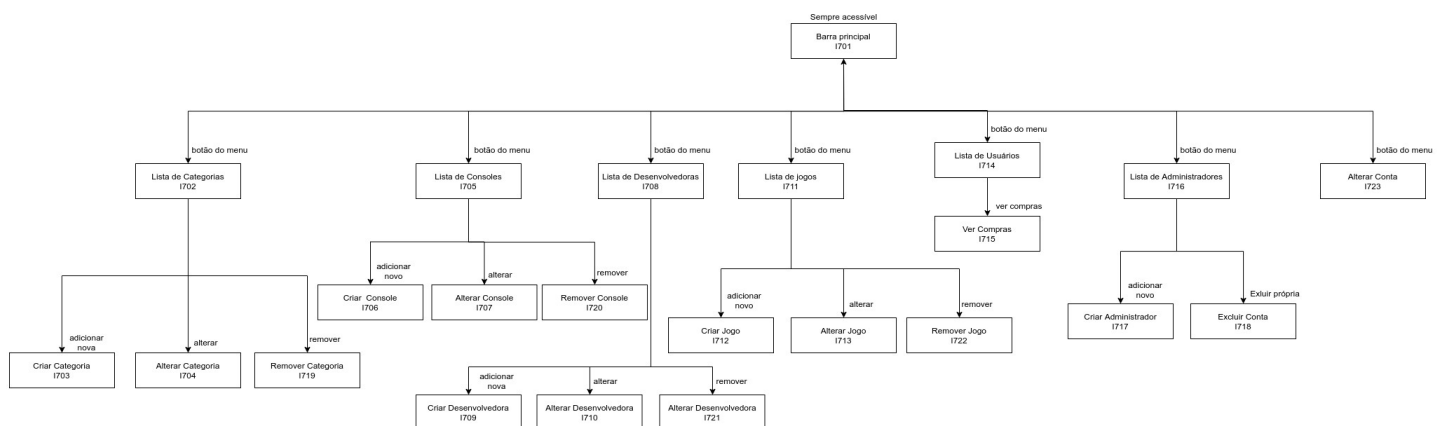 Sempre acessível
Barra principal
I701
botão do menu
Lista de Categorias
I702
botão do menu
Lista de Consoles
I705
botão do menu
Lista de Desenvolvedoras
I708
botão do menu
Lista de jogos
I711
botão do menu
Lista de Usuários
I714
botão do menu
Lista de Administradores
I716
botão do menu
Alterar Conta
I723
ver compras
Ver Compras
I715
adicionar
novo
Criar Console
I706
alterar
Alterar Console
I707
remover
Remover Console
I720
adicionar
novo
Criar Jogo
I712
alterar
Alterar Jogo
I713
remover
Remover Jogo
I722
adicionar
novo
Criar Administrador
I717
Exluir própria
Excluir Conta
I718
adicionar
nova
Criar Categoria
I703
alterar
Alterar Categoria
I704
remover
Remover Categoria
I719
adicionar
nova
Criar Desenvolvedora
I709
alterar
Alterar Desenvolvedora
I710
remover
Alterar Desenvolvedora
I721